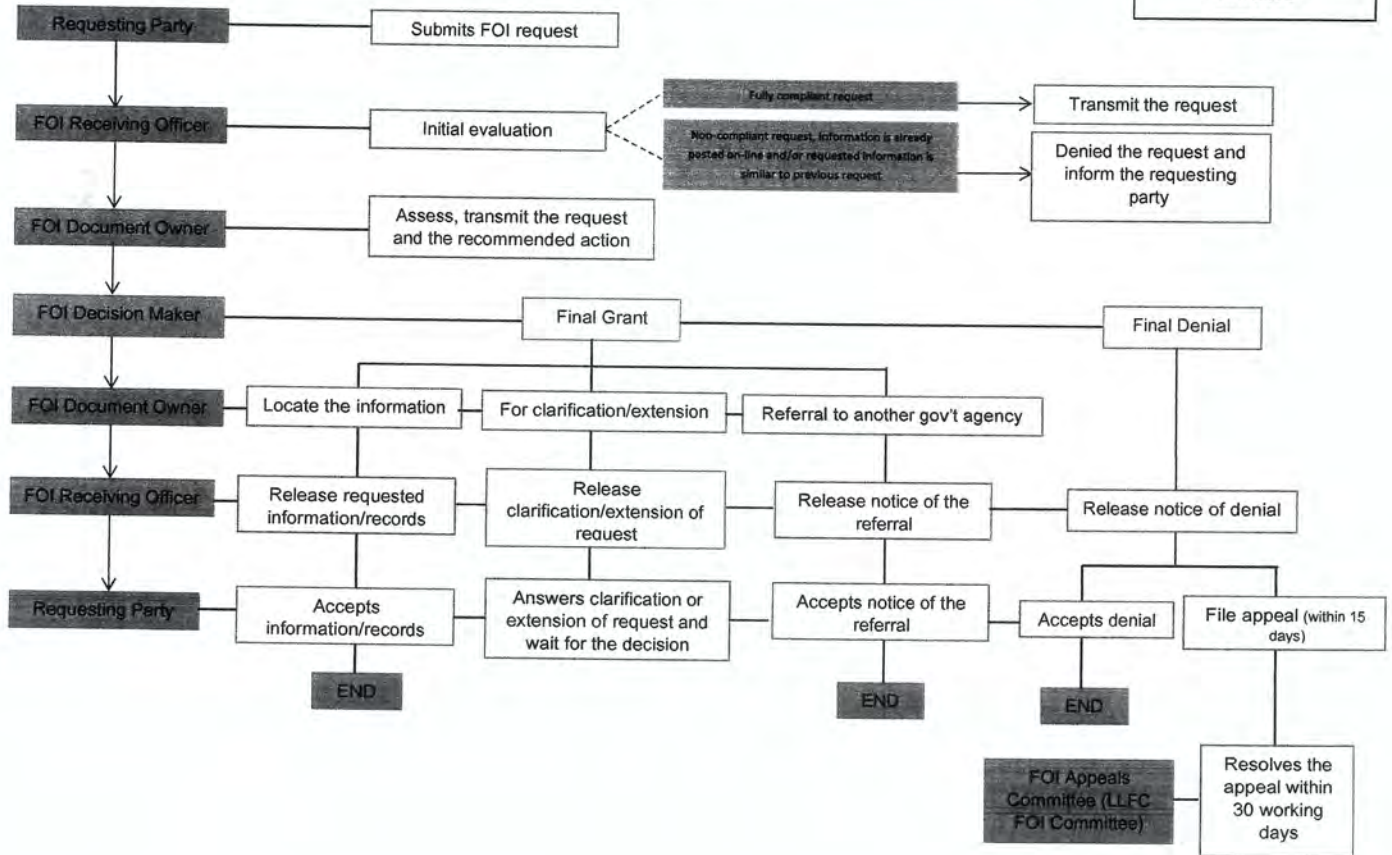 Requesting Party
Submits FOI request
Fully compliant request
Transmit the request
FOI Receiving Officer
Initial evaluation
Non-compliant request, information is already
posted on-line and/or requested information is
similar to previous request
Denied the request and
inform the requesting
party
FOI Document Owner
Assess, transmit the request
and the recommended action
FOI Decision Maker
Final Grant
Final Denial
FOI Document Owner
Locate the information
For clarification/extension
Referral to another gov't agency
FOI Receiving Officer
Release requested
information/records
Release
clarification/extension of
request
Release notice of the
referral
Release notice of denial
Requesting Party
Accepts
information/records
Answers clarification or
extension of request and
wait for the decision
Accepts notice of the
referral
Accepts denial
File appeal (within 15
days)
END
END
END
FOI Appeals
Committee (LLFC
FOI Committee)
Resolves the
appeal within
30 working
days